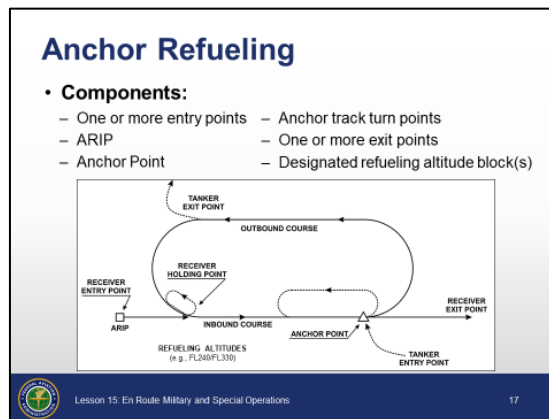 Anchor Refueling
• Components:
– One or more entry points
– ARIP
– Anchor Point
– Anchor track turn points
– One or more exit points
– Designated refueling altitude block(s)
TANKER
EXIT POINT
OUTBOUND COURSE
RECEIVER
HOLDING POINT
RECEIVER
ENTRY POINT
ARIP
INBOUND COURSE
ANCHOR POINT
RECEIVER
EXIT POINT
REFUELING ALTITUDES
(e.g., FL240/FL330)
TANKER
ENTRY POINT
Lesson 15: En Route Military and Special Operations
17